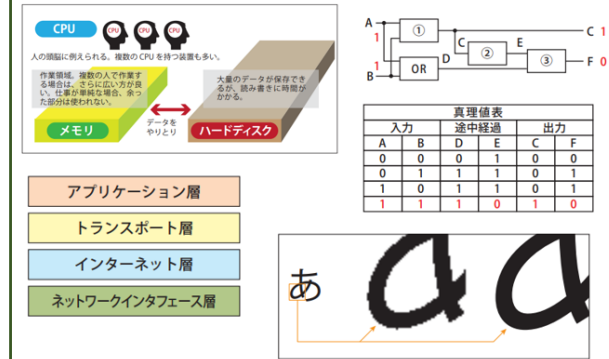 CPU
CPU CPU CPU
人の頭脳に例えられる。複数の CPU を持つ装置も多い。
作業領域。複数の人で作業す
る場合は、さらに広い方が良
い。仕事が単純な場合、余っ
た部分は使われない。
大量のデータが保存でき
るが、読み書きに時間が
かかる。
メモリ
データを
やりとり
ハードディスク
A
1
①
C 1
C
②
E
③
F 0
1
B
OR
D
真理値表
入力 途中経過 出力
A B D E C F
0 0 0 1 0 0
0 1 1 1 0 1
1 0 1 1 0 1
1 1 1 0 1 0
アプリケーション層
トランスポート層
インターネット層
ネットワークインタフェース層
あ